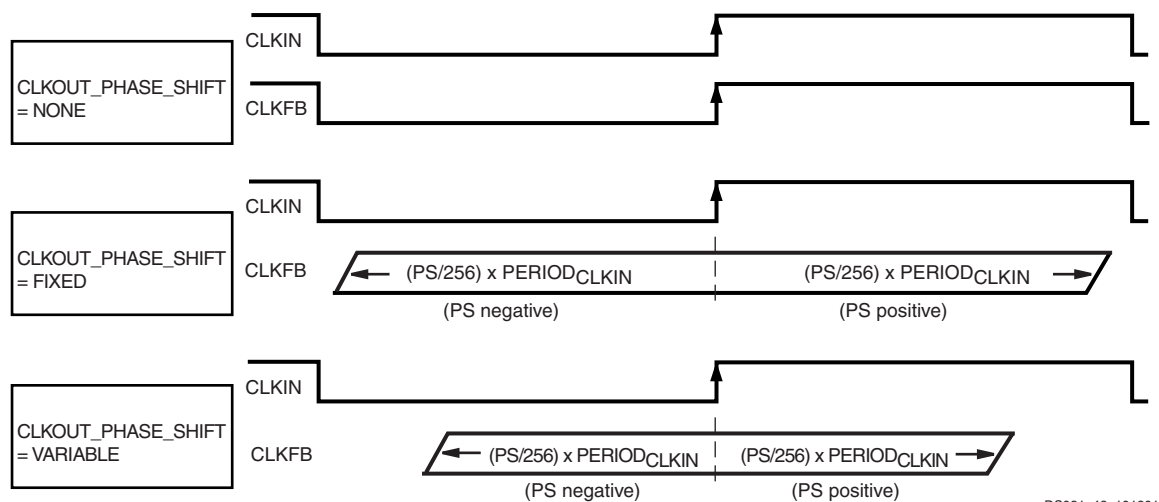 CLKIN
CLKOUT_PHASE_SHIFT
= NONE
CLKFB
CLKIN
CLKOUT_PHASE_SHIFT
= FIXED
CLKFB
(PS/256) x PERIODCLKIN
(PS/256) x PERIODCLKIN
(PS negative)
(PS positive)
CLKIN
CLKOUT_PHASE_SHIFT
= VARIABLE
CLKFB
(PS/256) x PERIODCLKIN
(PS/256) x PERIODCLKIN
(PS negative)
(PS positive)